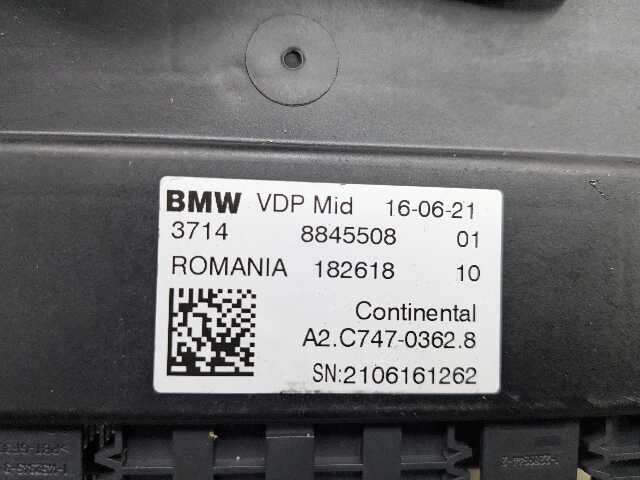 BMW VDP Mid 16-06-21
3714 8845508 01
ROMANIA 182618 10
Continental
A2.C747-0362.8
SN:2106161262